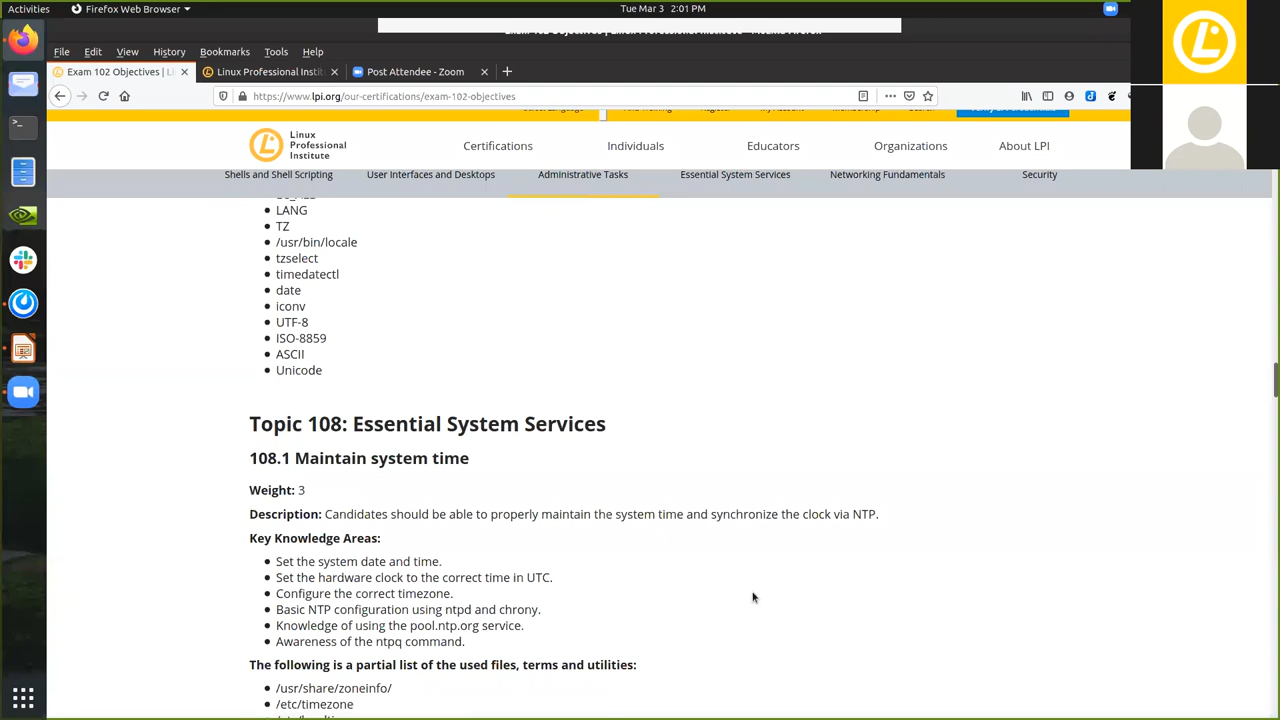 Activities
Firefox Web Browser
Tue Mar 3 2:01 PM
File Edit View History Bookmarks Tools Help
Exam 102 Objectives | Li
Linux Professional Instit
Post Attendee - Zoom
https://www.lpi.org/our-certifications/exam-102-objectives
Linux
Professional
Institute
Certifications Individuals Educators Organizations About LPI
Shells and Shell Scripting User Interfaces and Desktops Administrative Tasks Essential System Services Networking Fundamentals Security
LANG
TZ
/usr/bin/locale
tzselect
timedatectl
date
iconv
UTF-8
ISO-8859
ASCII
Unicode
Topic 108: Essential System Services
108.1 Maintain system time
Weight: 3
Description: Candidates should be able to properly maintain the system time and synchronize the clock via NTP.
Key Knowledge Areas:
Set the system date and time.
Set the hardware clock to the correct time in UTC.
Configure the correct timezone.
Basic NTP configuration using ntpd and chrony.
Knowledge of using the pool.ntp.org service.
Awareness of the ntpq command.
The following is a partial list of the used files, terms and utilities:
/usr/share/zoneinfo/
/etc/timezone